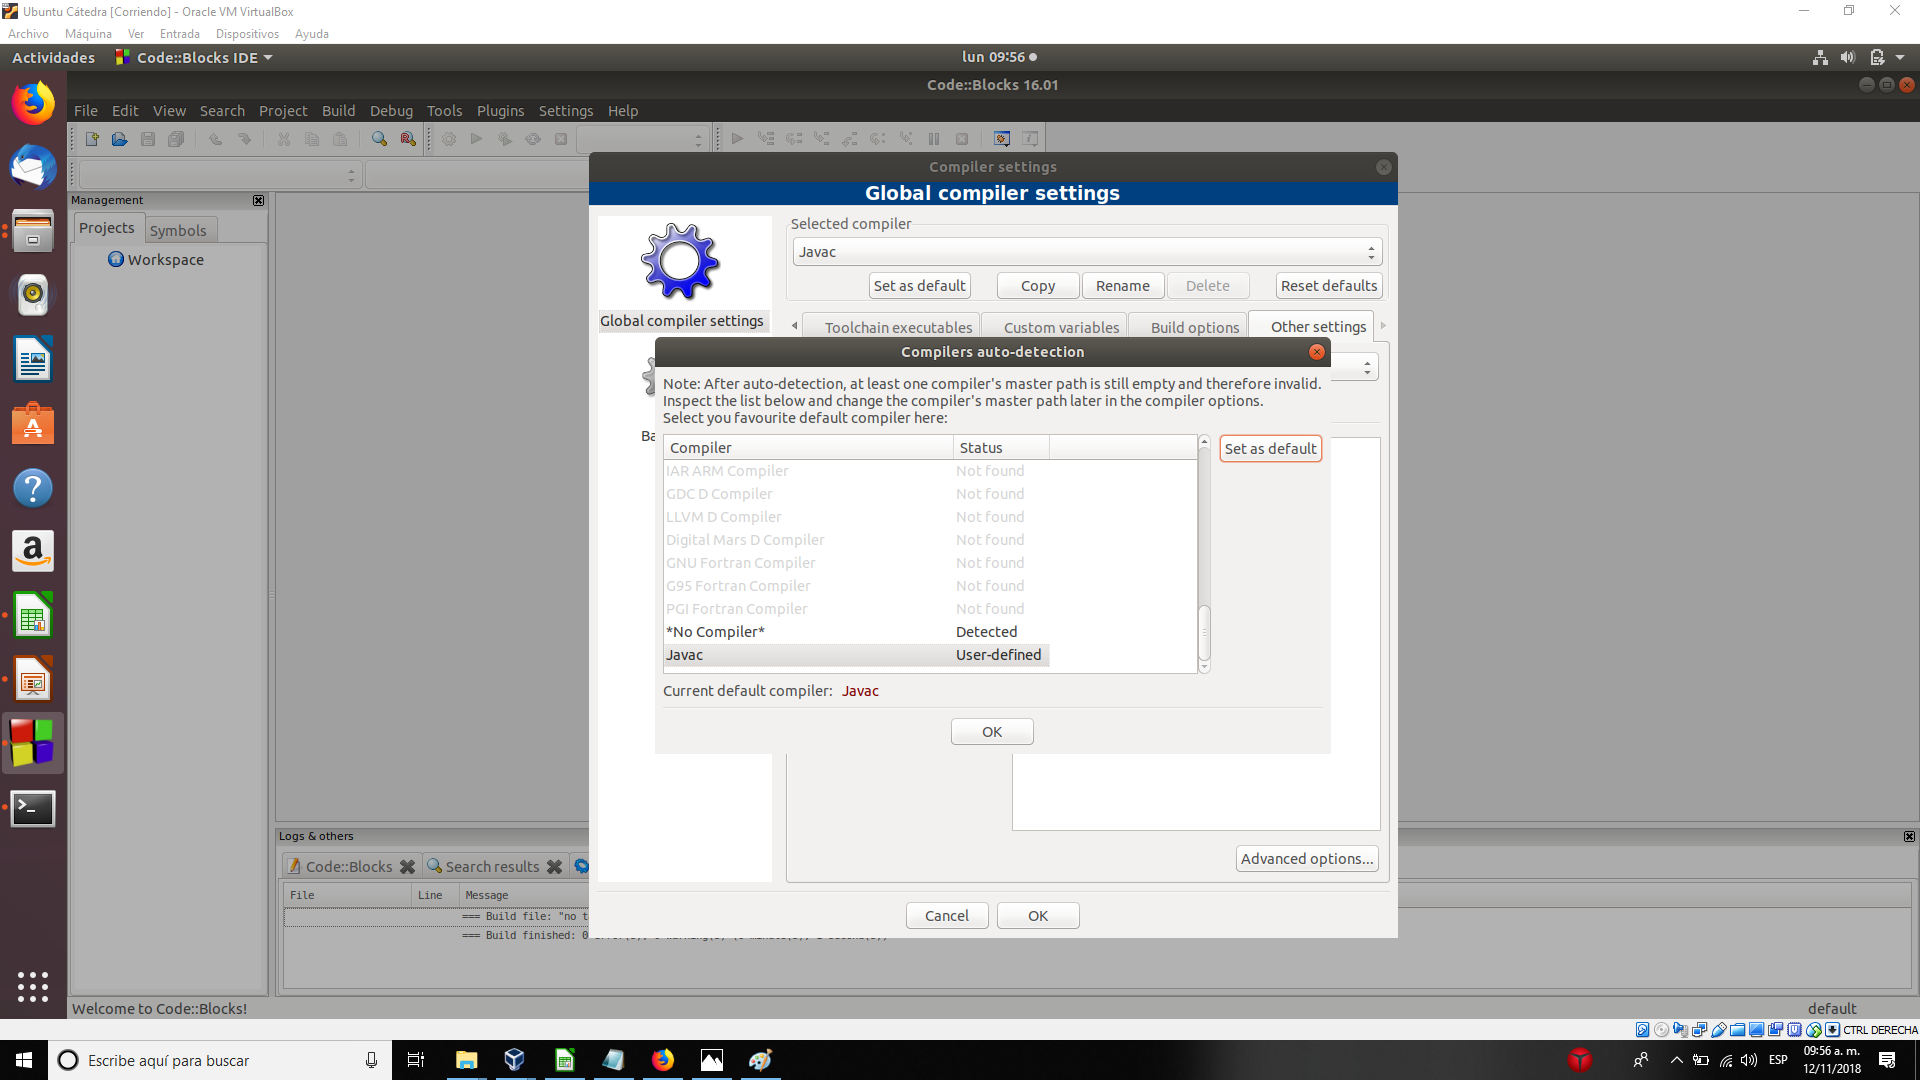 Ubuntu Cátedra [Corriendo] - Oracle VM VirtualBox
Archivo Máquina Ver Entrada Dispositivos Ayuda
Actividades Code::Blocks IDE lun 09:56
Code::Blocks 16.01
File Edit View Search Project Build Debug Tools Plugins Settings Help
Compiler settings
Global compiler settings
Management
Projects Symbols
Workspace
Global compiler settings
Selected compiler
Javac
Set as default Copy Rename Delete Reset defaults
Toolchain executables Custom variables Build options Other settings
Ba
Compilers auto-detection
Note: After auto-detection, at least one compiler's master path is still empty and therefore invalid.
Inspect the list below and change the compiler's master path later in the compiler options.
Select you favourite default compiler here:
Compiler Status
Set as default
IAR ARM Compiler Not found
GDC D Compiler Not found
LLVM D Compiler Not found
Digital Mars D Compiler Not found
GNU Fortran Compiler Not found
G95 Fortran Compiler Not found
PGI Fortran Compiler Not found
*No Compiler* Detected
Javac User-defined
Current default compiler: Javac
OK
Advanced options...
Cancel OK
Logs & others
Code::Blocks Search results
File Line Message
=== Build file: "no t
=== Build finished: 0
Welcome to Code::Blocks! default
CTRL DERECHA
Escribe aquí para buscar
ESP
09:56 a. m.
12/11/2018